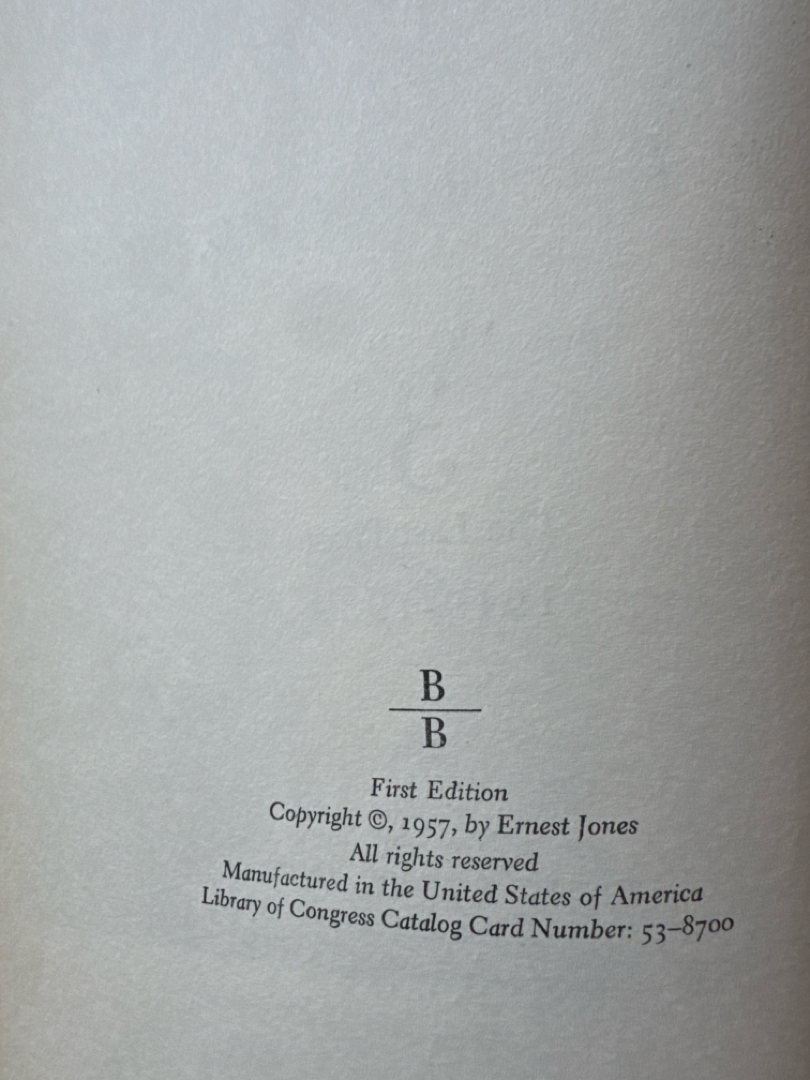 B
B
First Edition
Copyright ©, 1957, by Ernest Jones
All rights reserved
Manufactured in the United States of America
Library of Congress Catalog Card Number: 53–8700